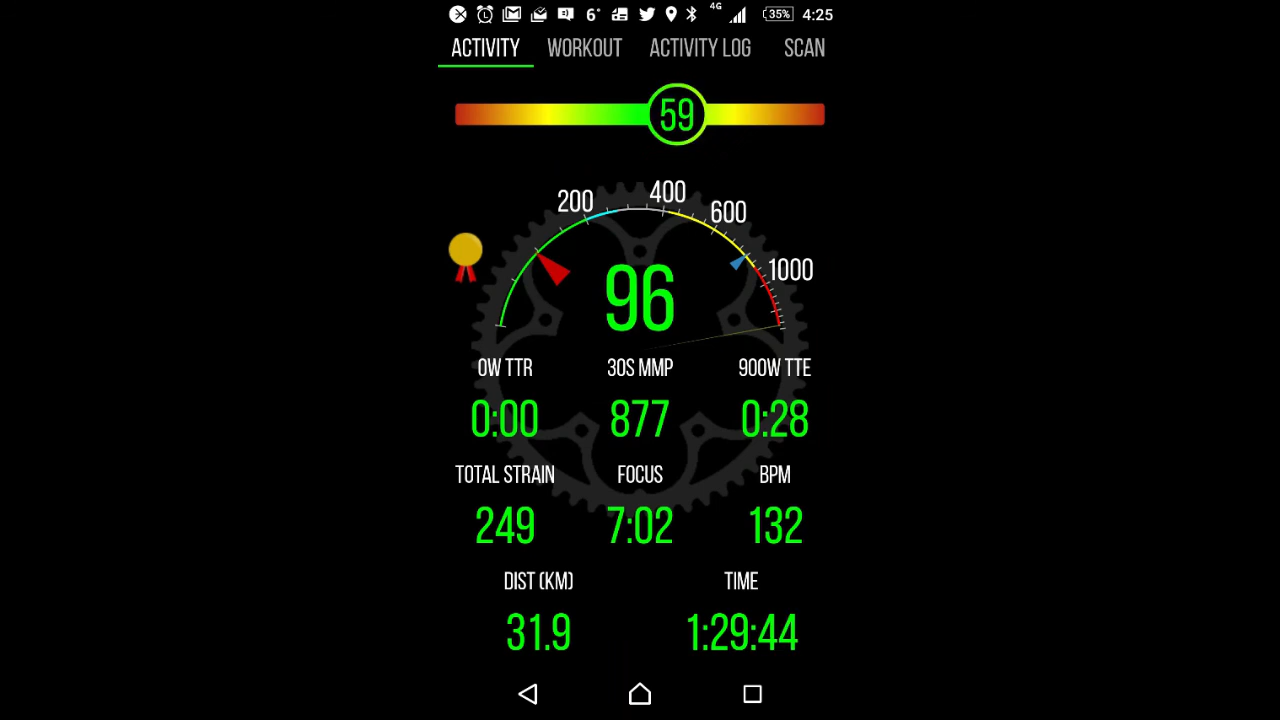 6° 4G 35% 4:25
ACTIVITY WORKOUT ACTIVITY LOG SCAN
59
200 400 600 1000
96
0W TTR 30S MMP 900W TTE
0:00 877 0:28
TOTAL STRAIN FOCUS BPM
249 7:02 132
DIST (KM) TIME
31.9 1:29:44